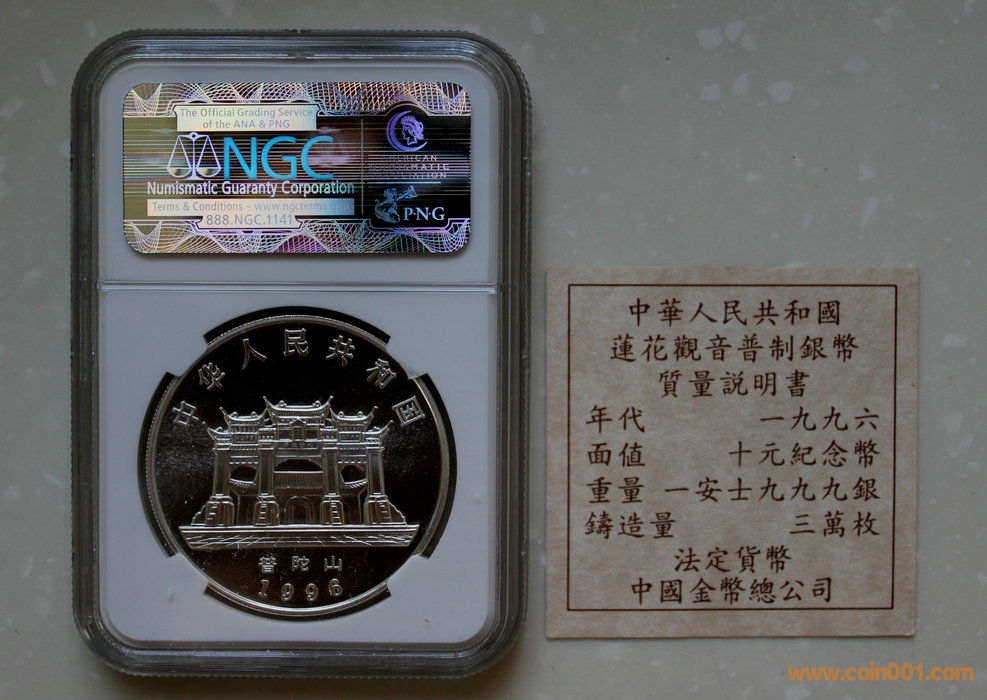 The Official Grading Service
of the ANA & PNG
NGC
Numismatic Guaranty Corporation
Terms & Conditions – www.ngcterms.com
888.NGC.1141
AMERICAN
NUMISMATIC
ASSOCIATION
P·N·G
中华人民共和国
普陀山
1996
中華人民共和國
蓮花觀音普制銀幣
質量説明書
年代 一九九六
面值 十元紀念幣
重量 一安士九九九銀
鑄造量 三萬枚
法定貨幣
中國金幣總公司
www.coin001.com